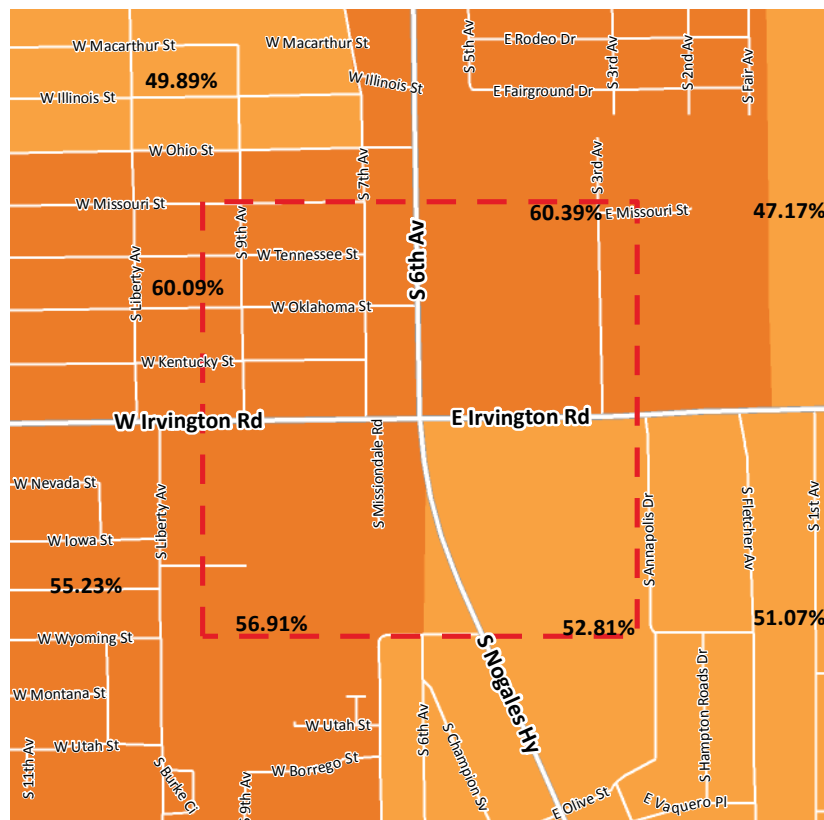 W Macarthur St
W Macarthur St
S 5th Av
E Rodeo Dr
S 3rd Av
S 2nd Av
S Fair Av
49.89%
W Illinois St
W Illinois St
E Fairground Dr
W Ohio St
S 7th Av
S 3rd Av
W Missouri St
S 9th Av
60.39%
E Missouri St
47.17%
S Liberty Av
W Tennessee St
S 6th Av
60.09%
W Oklahoma St
W Kentucky St
W Irvington Rd
E Irvington Rd
W Nevada St
S Liberty Av
S Missiondale Rd
S Annapolis Dr
S Fletcher Av
S 1st Av
W Iowa St
55.23%
56.91%
52.81%
51.07%
W Wyoming St
S Nogales Hy
W Montana St
S Hampton Roads Dr
W Utah St
S 6th Av
S 11th Av
W Utah St
S Champion Sv
S Burke Cl
S 9th Av
W Borrego St
E Olive St
E Vaquero Pl